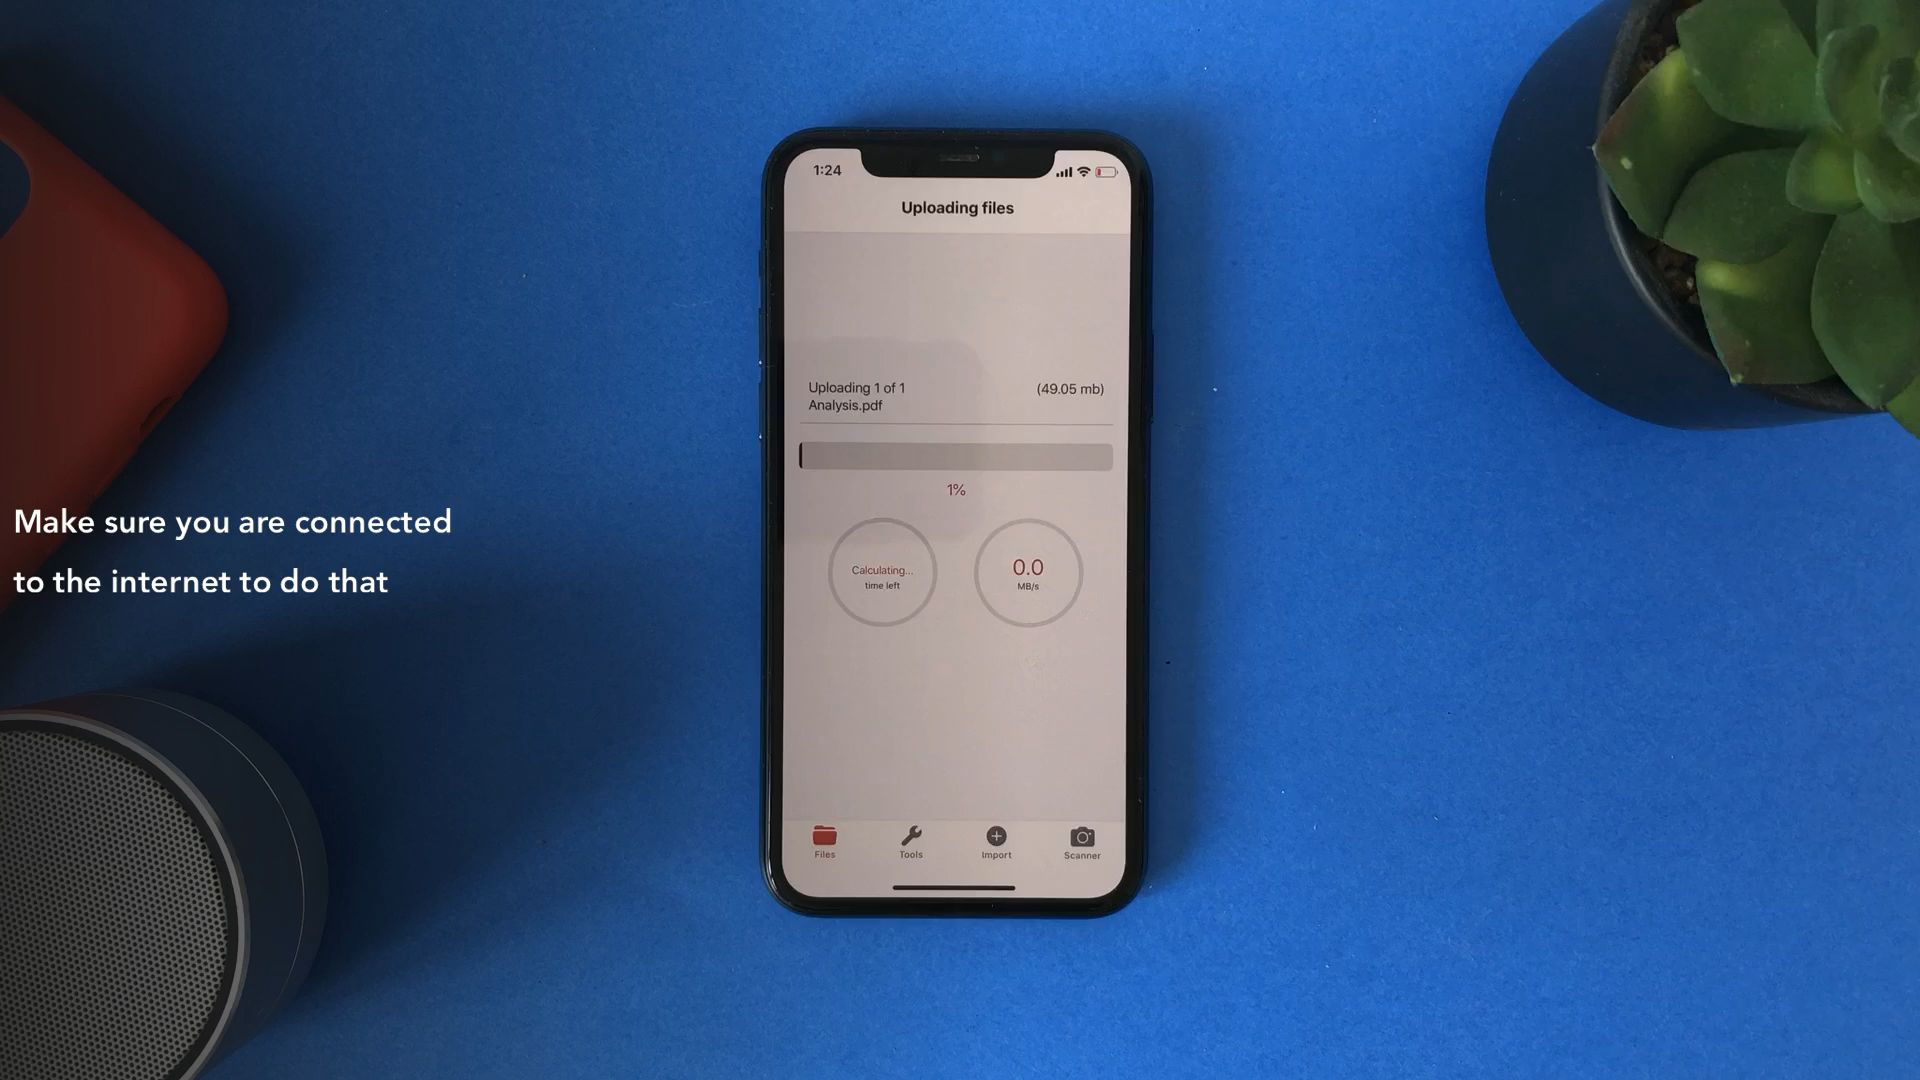 1:24
Uploading files
Uploading 1 of 1
(49.05 mb)
Analysis.pdf
1%
Calculating...
time left
0.0
MB/s
Files
Tools
Import
Scanner
Make sure you are connected
to the internet to do that